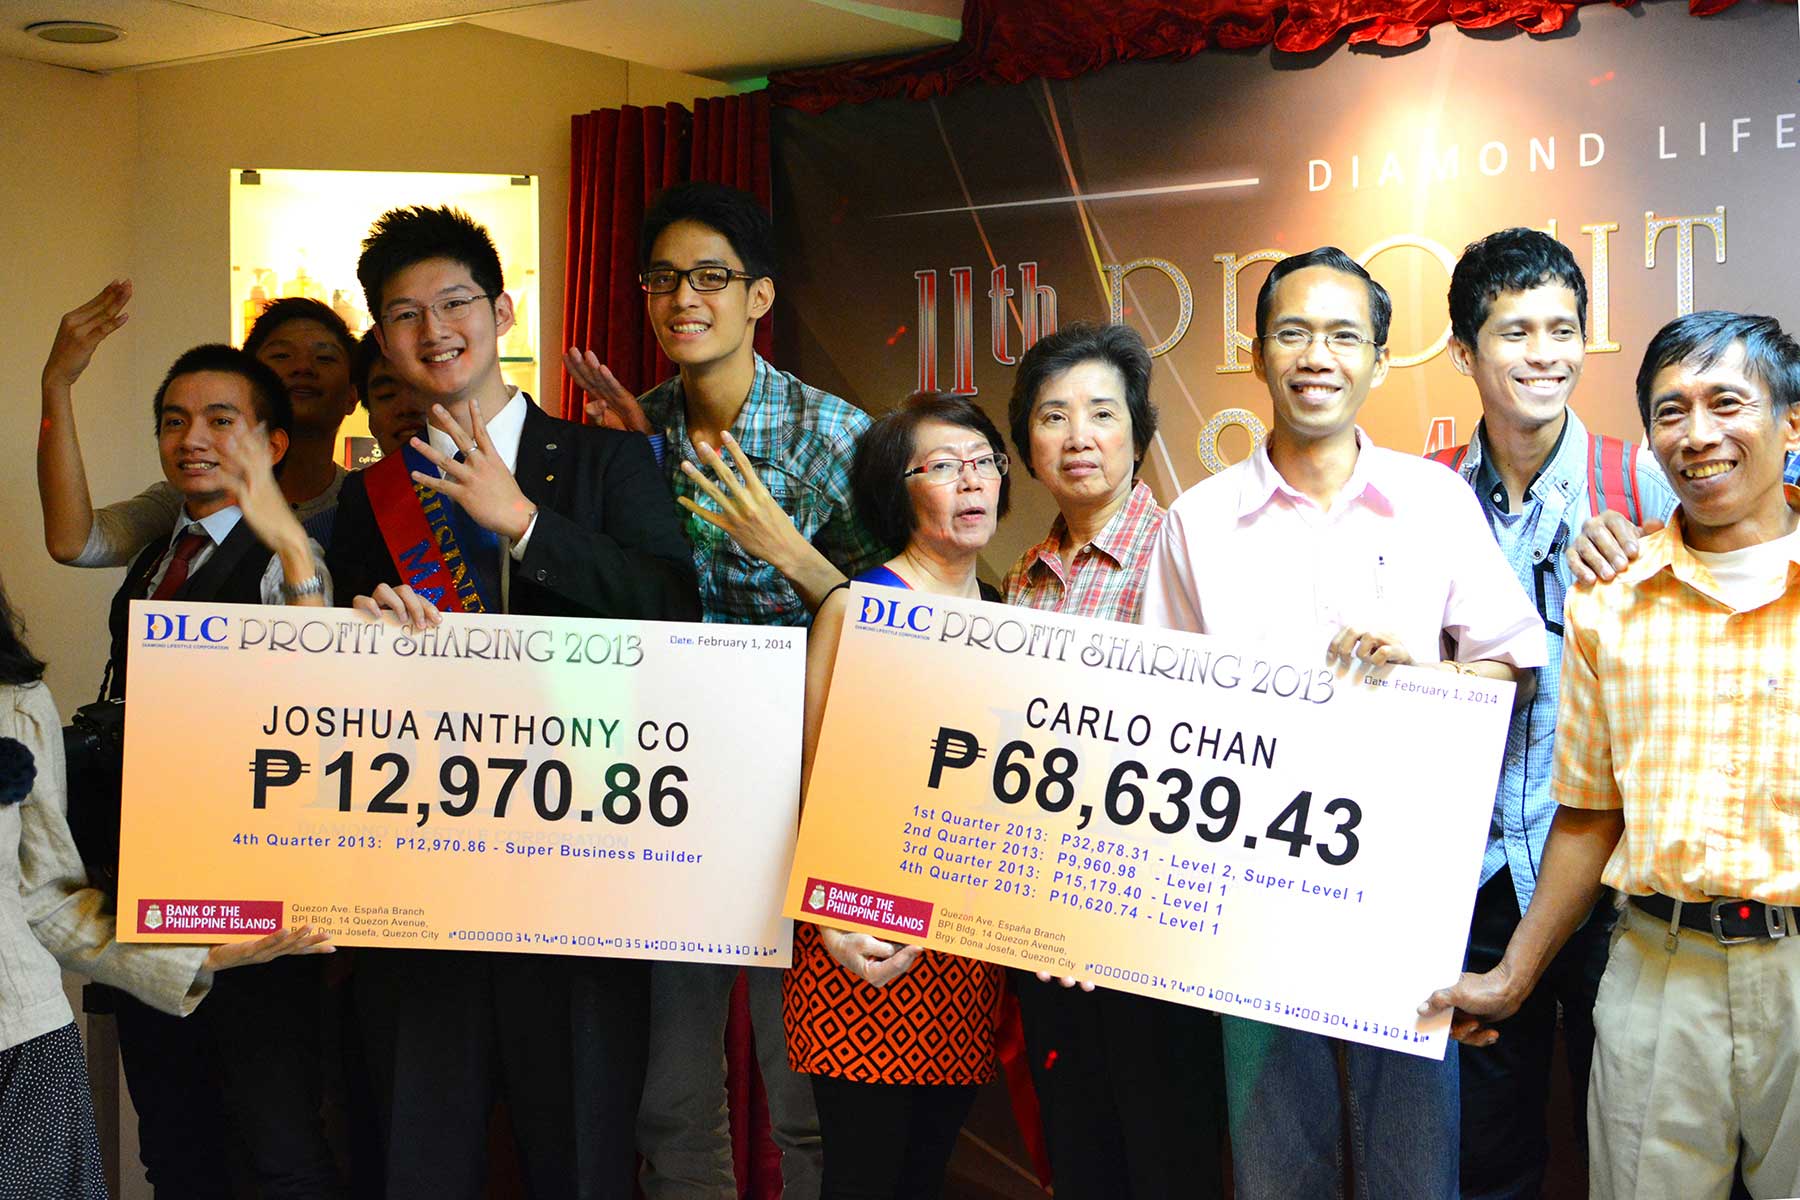 DIAMOND LIFE
11th PROFIT
DLC PROFIT SHARING 2013
DIAMOND LIFESTYLE CORPORATION
Date: February 1, 2014
JOSHUA ANTHONY CO
₱12,970.86
DIAMOND LIFESTYLE CORPORATION
4th Quarter 2013: P12,970.86 - Super Business Builder
BANK OF THE PHILIPPINE ISLANDS
Quezon Ave. España Branch
BPI Bldg. 14 Quezon Avenue,
Brgy. Dona Josefa, Quezon City
DLC PROFIT SHARING 2013
DIAMOND LIFESTYLE CORPORATION
Date: February 1, 2014
CARLO CHAN
₱68,639.43
1st Quarter 2013: P32,878.31 - Level 2, Super Level 1
2nd Quarter 2013: P9,960.98 - Level 1
3rd Quarter 2013: P15,179.40 - Level 1
4th Quarter 2013: P10,620.74 - Level 1
BANK OF THE PHILIPPINE ISLANDS
Quezon Ave. España Branch
BPI Bldg. 14 Quezon Avenue,
Brgy. Dona Josefa, Quezon City